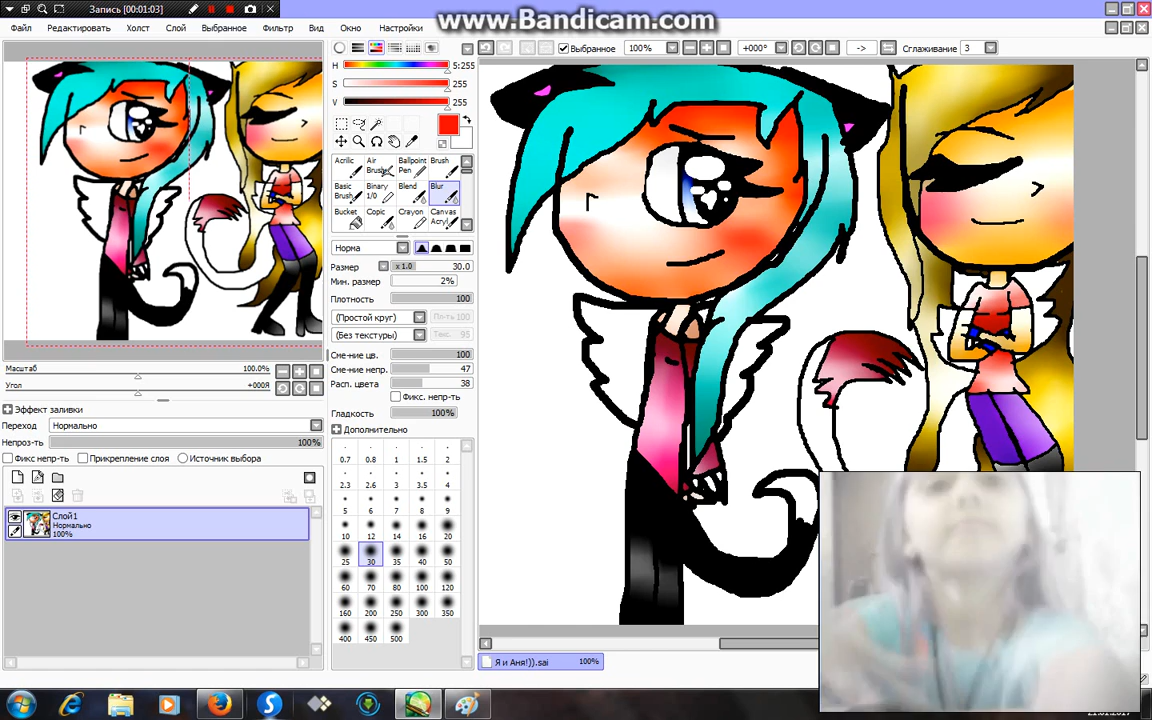 Запись [00:01:03]
www.Bandicam.com
Файл Редактировать Холст Слой Выбранное Фильтр Вид Окно Настройки
Выбранное 100% +000° -> Сглаживание 3
H 5:255
S 255
V 255
Acrylic Air Brush Ballpoint Pen Brush
Basic Brush Binary 1/0 Blend Blur
Bucket Copic Crayon Canvas Acryl
Норма
Размер x 1.0 30.0
Мин. размер 2%
Плотность 100
(Простой круг) Пл-ть 100
(Без текстуры) Текс. 95
Сме-ние цв. 100
Сме-ние непр. 47
Расп. цвета 38
Фикс. непр-ть
Гладкость 100%
Дополнительно
0.7 0.8 1 1.5 2
2.3 2.6 3 3.5 4
5 6 7 8 9
10 12 14 16 20
25 30 35 40 50
60 70 80 100
160 200 250 300 350
400 450 500
Масштаб 100.0%
Угол +000Я
Эффект заливки
Переход Нормально
Непроз-ть 100%
Фикс непр-ть Прикрепление слоя Источник выбора
Слой1
Нормально
100%
Я и Аня!)).sai 100%